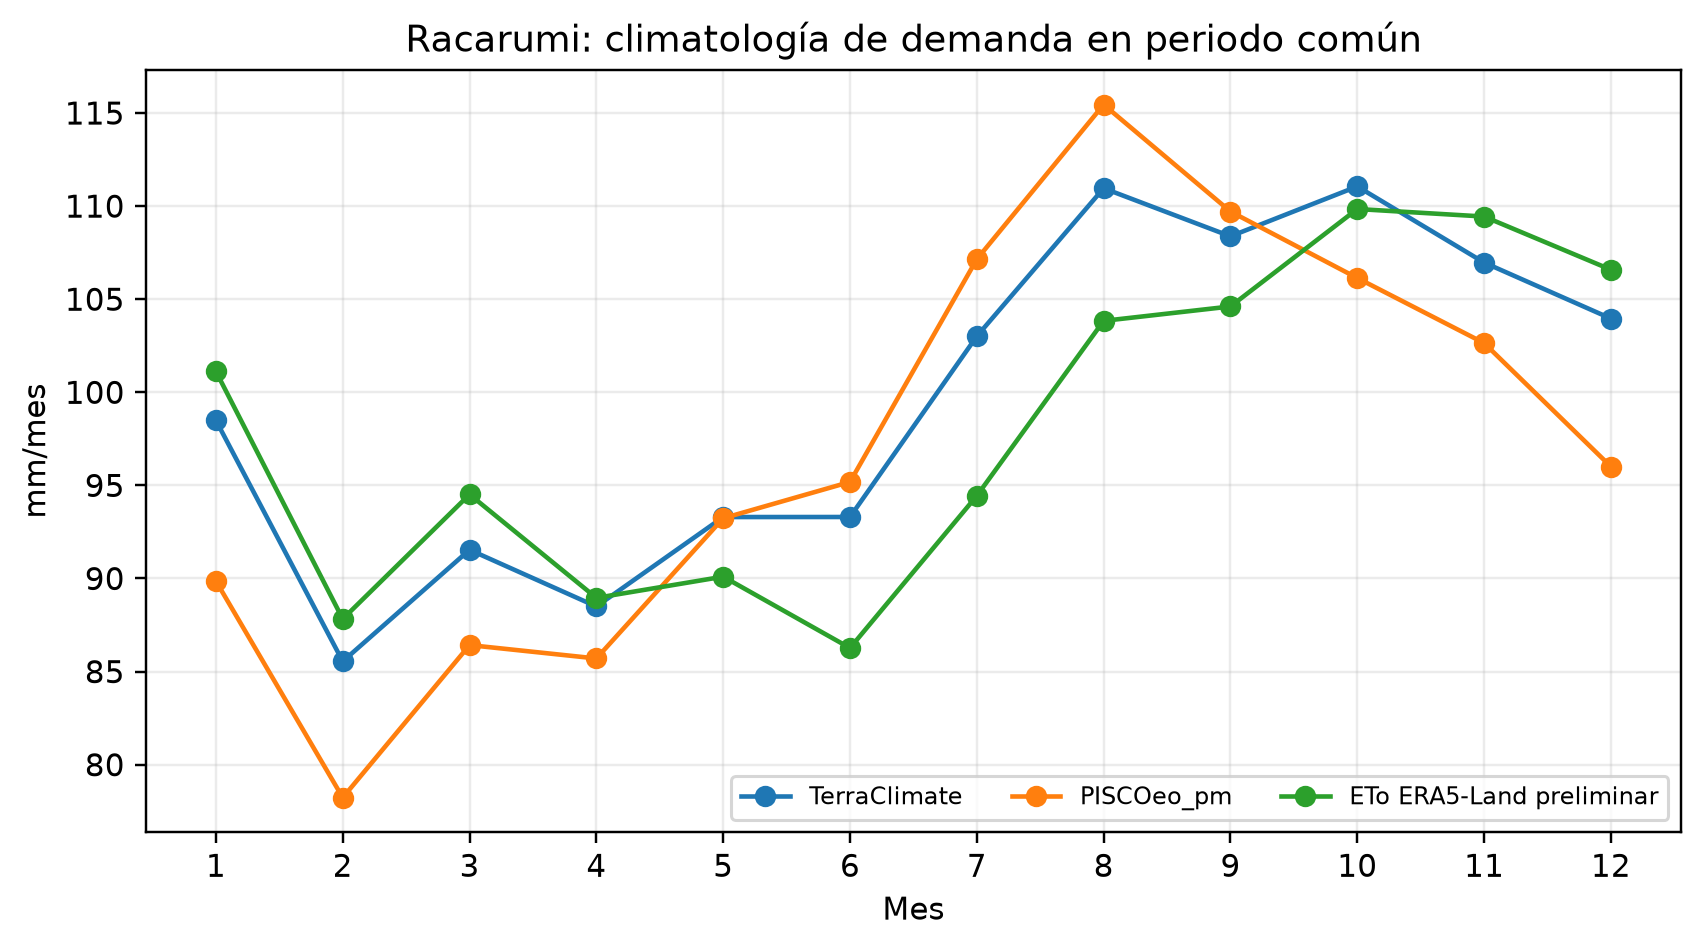 Racarumi: climatología de demanda en periodo común
115
110
105
100
95
90
85
80
mm/mes
TerraClimate PISCOeo_pm ETo ERA5-Land preliminar
1 2 3 4 5 6 7 8 9 10 11 12
Mes